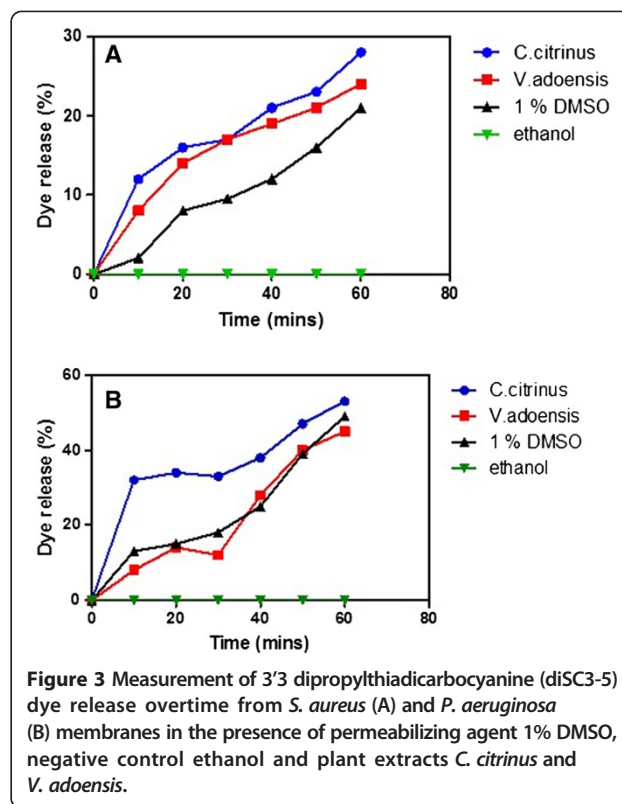 A
Dye release (%)
30
20
10
0
0 20 40 60 80
Time (mins)
C.citrinus
V.adoensis
1 % DMSO
ethanol
B
Dye release (%)
60
40
20
0
0 20 40 60 80
Time (mins)
C.citrinus
V.adoensis
1 % DMSO
ethanol
Figure 3 Measurement of 3'3 dipropylthiadicarbocyanine (diSC3-5)
dye release overtime from S. aureus (A) and P. aeruginosa
(B) membranes in the presence of permeabilizing agent 1% DMSO,
negative control ethanol and plant extracts C. citrinus and
V. adoensis.